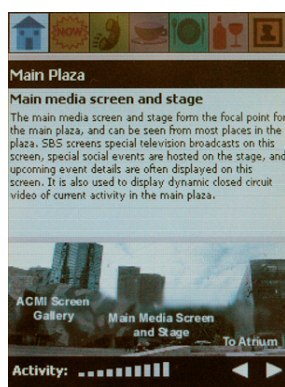 NOW
Main Plaza
Main media screen and stage
The main media screen and stage form the focal point for
the main plaza, and can be seen from most places in the
plaza. SBS screens special television broadcasts on this
screen, special social events are hosted on the stage, and
upcoming event details are often displayed on this
screen. It is also used to display dynamic closed circuit
video of current activity in the main plaza.
ACMI Screen
Gallery
Main Media Screen
and Stage
To Atrium
Activity: